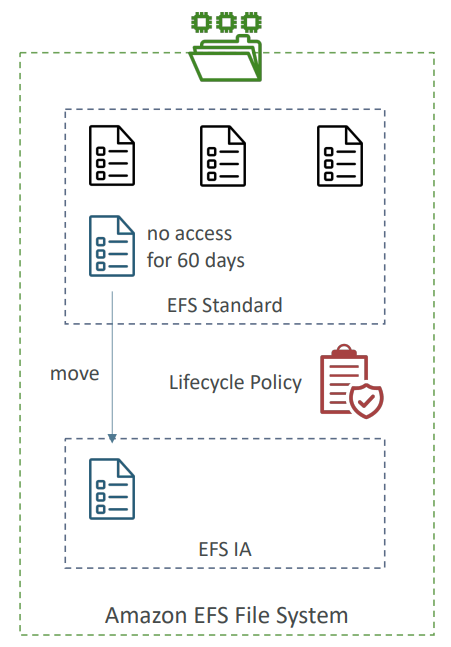 no access
for 60 days
EFS Standard
move
Lifecycle Policy
EFS IA
Amazon EFS File System